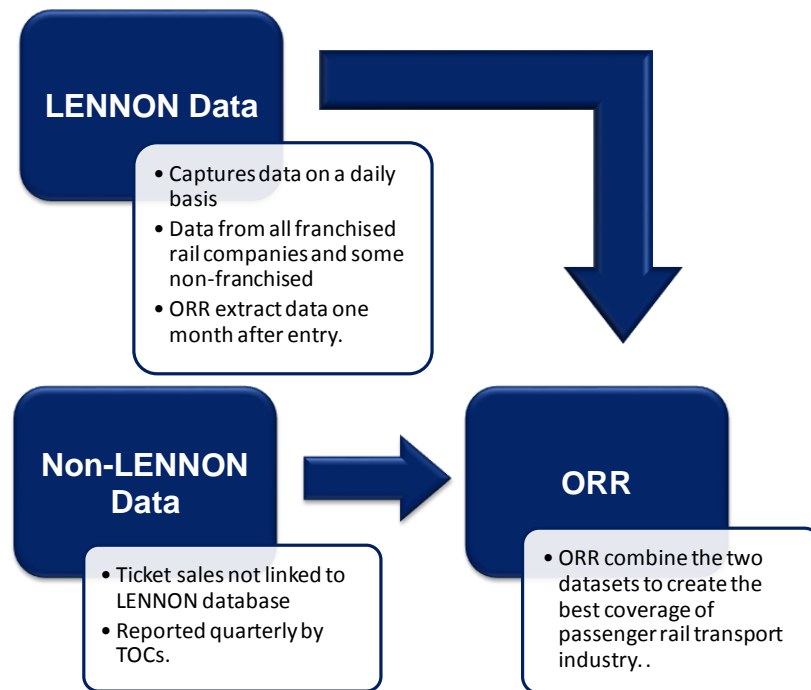 LENNON Data
• Captures data on a daily
basis
• Data from all franchised
rail companies and some
non-franchised
• ORR extract data one
month after entry.
Non-LENNON
Data
• Ticket sales not linked to
LENNON database
• Reported quarterly by
TOCs.
ORR
• ORR combine the two
datasets to create the
best coverage of
passenger rail transport
industry. .